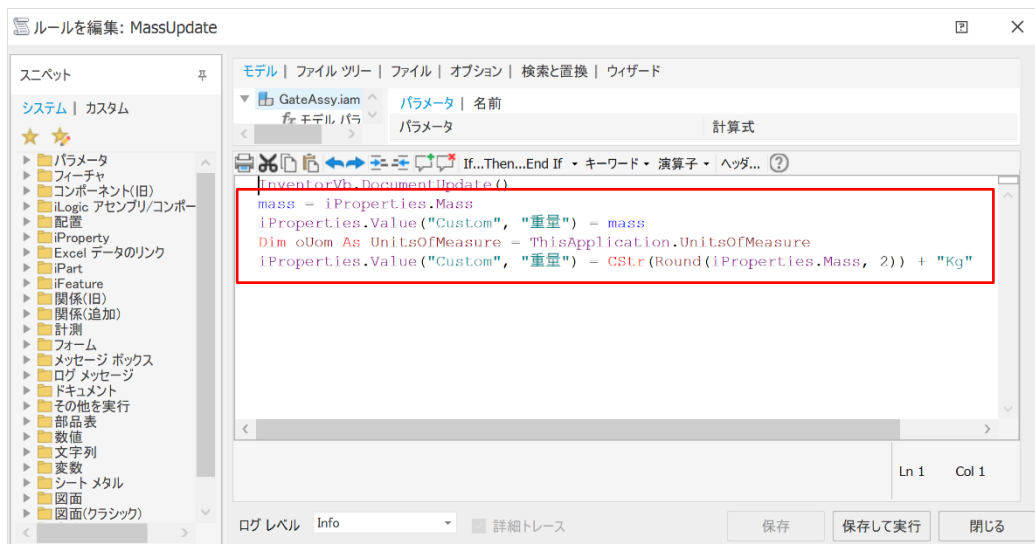 ルールを編集: MassUpdate
スニペット
システム | カスタム
パラメータ
フィーチャ
コンポーネント(旧)
iLogic アセンブリ/コンポー
配置
iProperty
Excel データのリンク
iPart
iFeature
関係(旧)
関係(追加)
計測
フォーム
メッセージ ボックス
ログ メッセージ
ドキュメント
その他を実行
部品表
数値
文字列
変数
シート メタル
図面
図面(クラシック)
モデル | ファイル ツリー | ファイル | オプション | 検索と置換 | ウィザード
GateAssy.iam
fx モデル パラ
パラメータ | 名前
パラメータ 計算式
If...Then...End If キーワード 演算子 ヘッダ...
InventorVb.DocumentUpdate()
mass = iProperties.Mass
iProperties.Value("Custom", "重量") = mass
Dim oUom As UnitsOfMeasure = ThisApplication.UnitsOfMeasure
iProperties.Value("Custom", "重量") = CStr(Round(iProperties.Mass, 2)) + "Kg"
Ln 1 Col 1
ログ レベル Info 詳細トレース 保存 保存して実行 閉じる